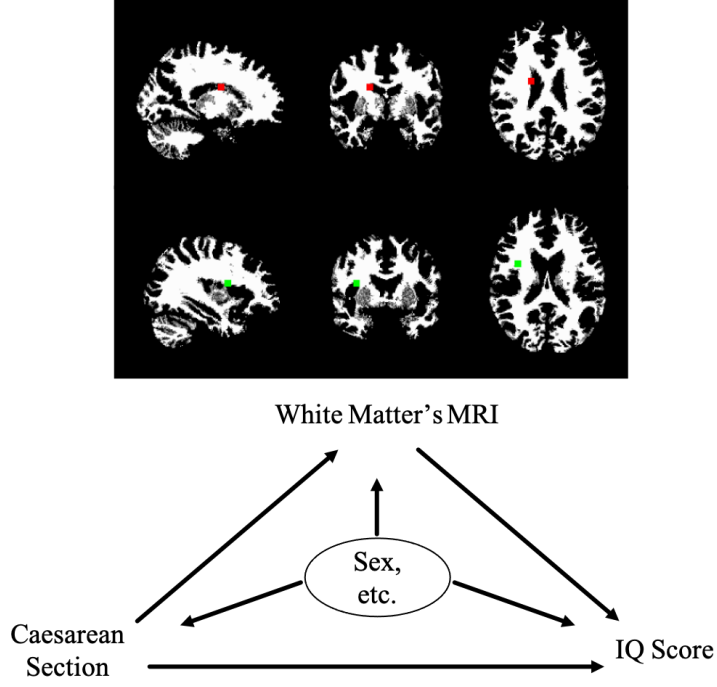 White Matter's MRI
Sex,
etc.
Caesarean
Section
IQ Score